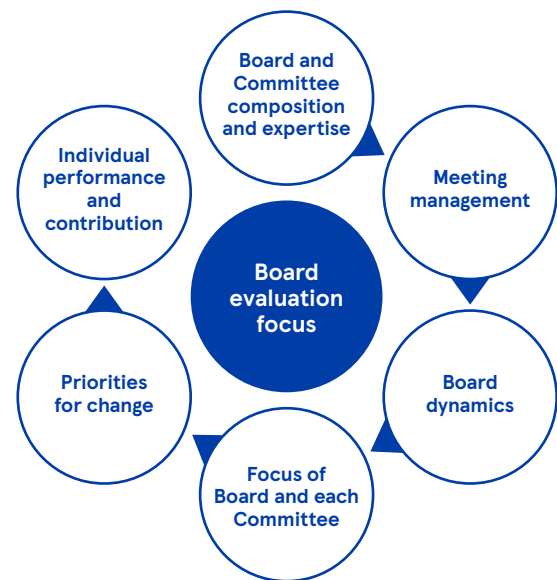 Board and
Committee
composition
and expertise
Meeting
management
Board
dynamics
Focus of
Board and each
Committee
Priorities
for change
Individual
performance
and
contribution
Board
evaluation
focus